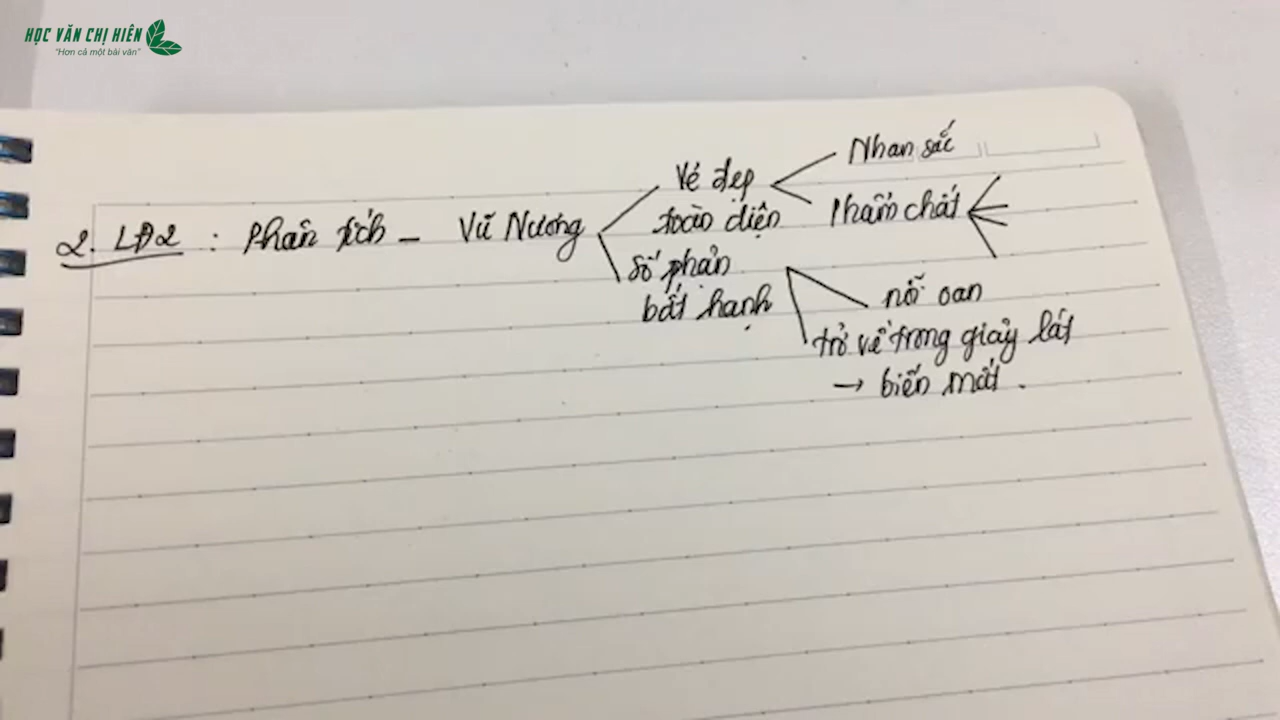 HỌC VĂN CHỊ HIÊN
"Hơn cả một bài văn"
2. LĐ2 : Phân tích - Vũ Nương
Vẻ đẹp
toàn diện
Nhan sắc
Phẩm chất
Số phận
bất hạnh
nỗi oan
trở về trong giây lát
→ biến mất.